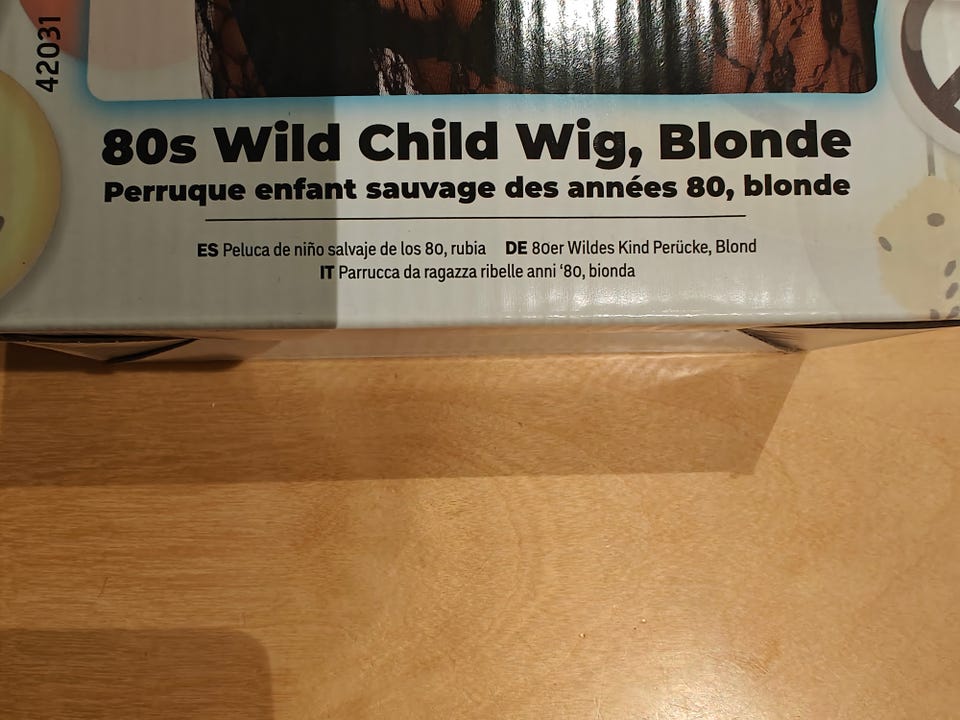 42031
80s Wild Child Wig, Blonde
Perruque enfant sauvage des années 80, blonde
ES Peluca de niño salvaje de los 80, rubia DE 80er Wildes Kind Perücke, Blond
IT Parrucca da ragazza ribelle anni ‘80, bionda